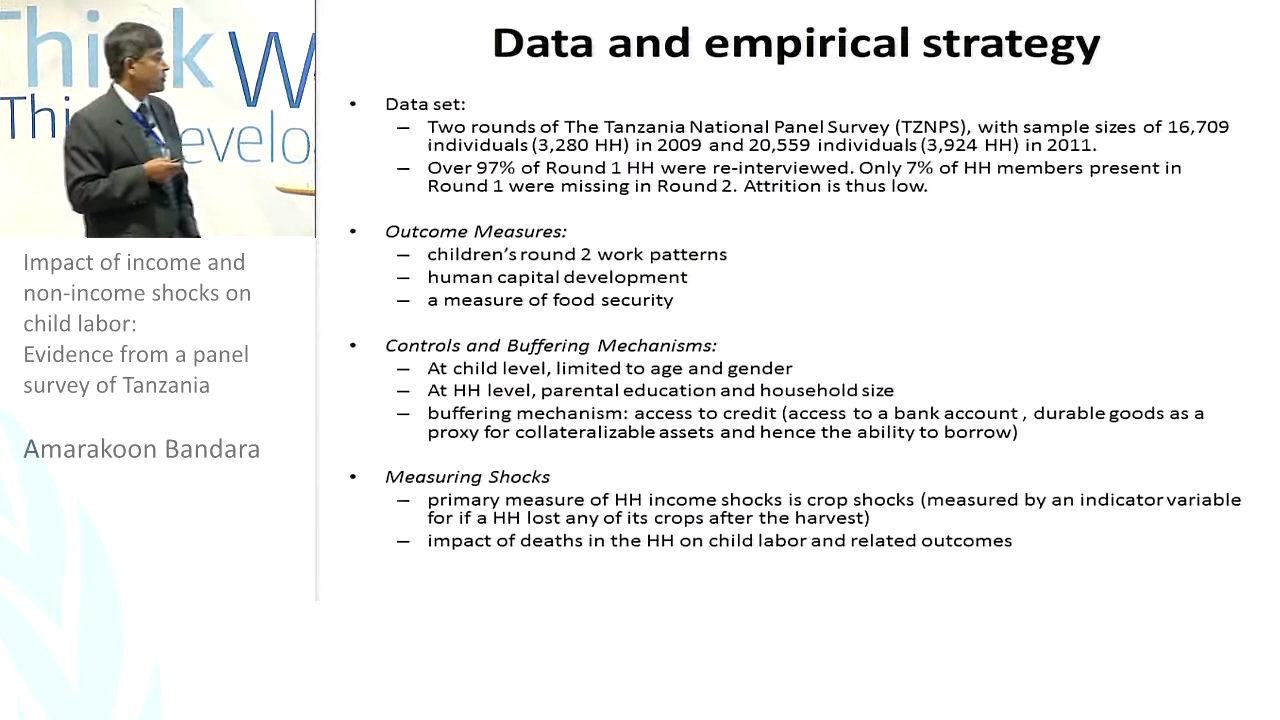 Think W
Thi
evelo
Impact of income and
non-income shocks on
child labor:
Evidence from a panel
survey of Tanzania
Amarakoon Bandara
Data and empirical strategy
• Data set:
– Two rounds of The Tanzania National Panel Survey (TZNPS), with sample sizes of 16,709
individuals (3,280 HH) in 2009 and 20,559 individuals (3,924 HH) in 2011.
– Over 97% of Round 1 HH were re-interviewed. Only 7% of HH members present in
Round 1 were missing in Round 2. Attrition is thus low.
• Outcome Measures:
– children’s round 2 work patterns
– human capital development
– a measure of food security
• Controls and Buffering Mechanisms:
– At child level, limited to age and gender
– At HH level, parental education and household size
– buffering mechanism: access to credit (access to a bank account , durable goods as a
proxy for collateralizable assets and hence the ability to borrow)
• Measuring Shocks
– primary measure of HH income shocks is crop shocks (measured by an indicator variable
for if a HH lost any of its crops after the harvest)
– impact of deaths in the HH on child labor and related outcomes